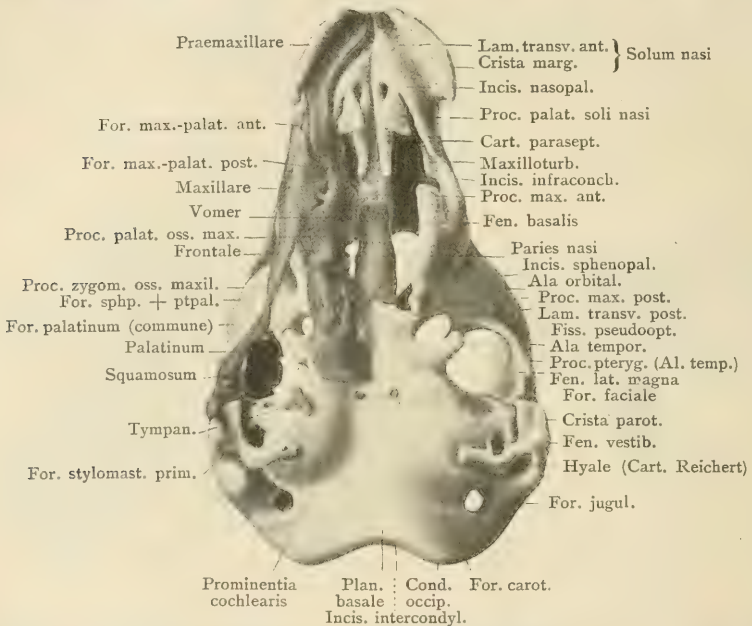 Praemaxillare
For. max.-palat. ant.
For. max.-palat. post.
Maxillare
Vomer
Proc. palat. oss. max.
Frontale
Proc. zygom. oss. maxil.
For. sphp. + ptpal.
For. palatinum (commune)
Palatinum
Squamosum
Tympan.
For. stylomast. prim.
Lam. transv. ant. } Solum nasi
Crista marg.
Incis. nasopal.
Proc. palat. soli nasi
Cart. parasept.
Maxilloturb.
Incis. infraconch.
Proc. max. ant.
Fen. basalis
Paries nasi
Incis. sphenopal.
Ala orbital.
Proc. max. post.
Lam. transv. post.
Fiss. pseudoopt.
Ala tempor.
Proc. pteryg. (Al. temp.)
Fen. lat. magna
For. faciale
Crista parot.
Fen. vestib.
Hyale (Cart. Reichert)
For. jugul.
Prominentia
cochlearis
Plan.
basale
Cond.
occip.
For. carot.
Incis. intercondyl.